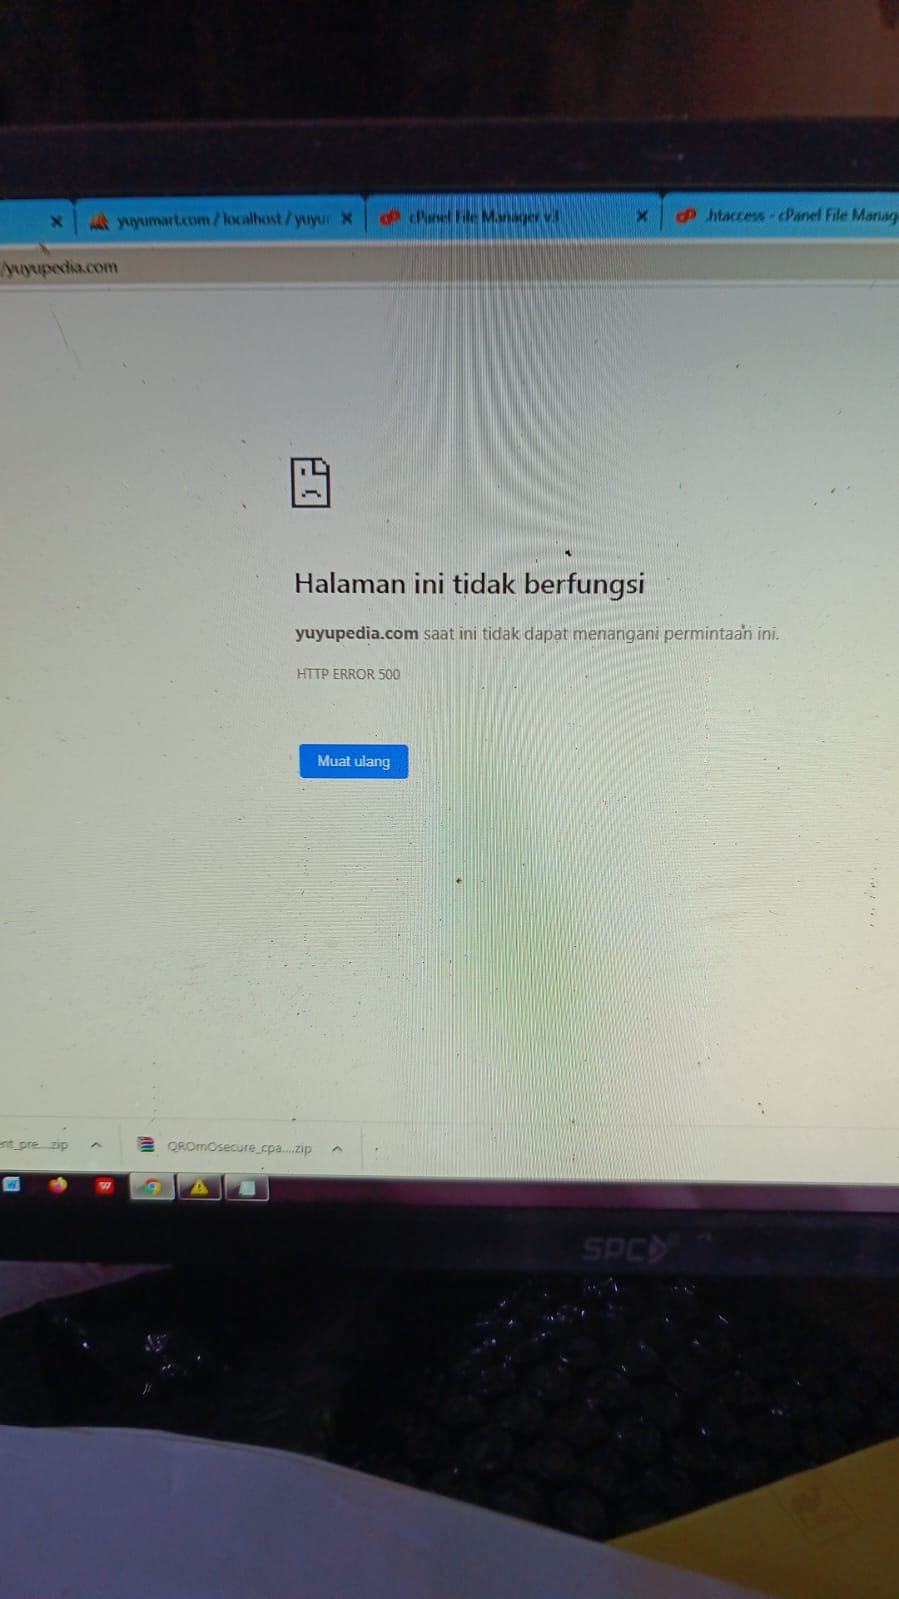 yuyumart.com / localhost / yuyur
cPanel File Manager v3
.htaccess - cPanel File Manag
/yuyupedia.com
Halaman ini tidak berfungsi
yuyupedia.com saat ini tidak dapat menangani permintaan ini.
HTTP ERROR 500
Muat ulang
nt_pre....zip
QROmOsecure_cpa....zip
SPC